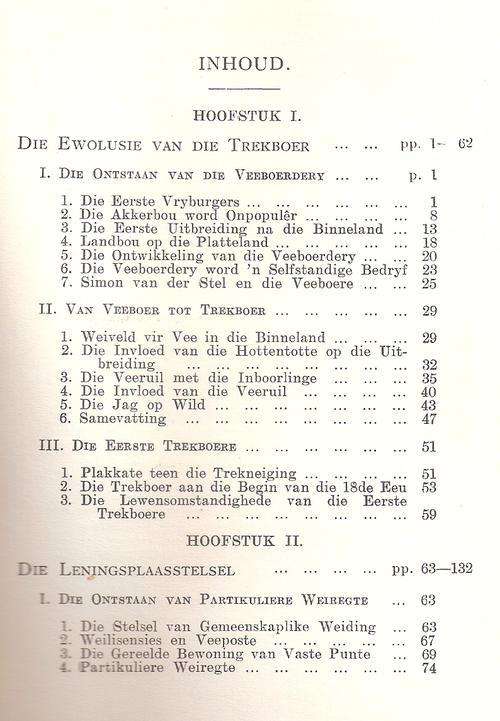 INHOUD.
HOOFSTUK I.
DIE EWOLUSIE VAN DIE TREKBOER ... ... pp. 1- 62
I. DIE ONTSTAAN VAN DIE VEEBOERDERY ... ... p. 1
1. Die Eerste Vryburgers ... ... ... ... ... 1
2. Die Akkerbou word Onpopulêr ... ... ... 8
3. Die Eerste Uitbreiding na die Binneland ... ... 13
4. Landbou op die Platteland ... ... ... ... 18
5. Die Ontwikkeling van die Veeboerdery ... ... 20
6. Die Veeboerdery word 'n Selfstandige Bedryf 23
7. Simon van der Stel en die Veeboere ... ... 25
II. VAN VEEBOER TOT TREKBOER ... ... ... ... 29
1. Weiveld vir Vee in die Binneland ... ... ... 29
2. Die Invloed van die Hottentotte op die Uit-
breiding ... ... ... ... ... ... 32
3. Die Veeruil met die Inboorlinge ... ... ... 35
4. Die Invloed van die Veeruil ... ... ... ... 40
5. Die Jag op Wild ... ... ... ... ... ... 43
6. Samevatting ... ... ... ... ... ... 47
III. DIE EERSTE TREKBOERE ... ... ... ... ... 51
1. Plakkate teen die Trekneiging ... ... ... ... 51
2. Die Trekboer aan die Begin van die 18de Eeu 53
3. Die Lewensomstandighede van die Eerste
Trekboere ... ... ... ... ... ... 59
HOOFSTUK II.
DIE LENINGSPLAASSTELSEL ... ... ... ... pp. 63—132
I. DIE ONTSTAAN VAN PARTIKULIERE WEIREGTE ... 63
1. Die Stelsel van Gemeenskaplike Weiding ... 63
2. Weilisensies en Veeposte ... ... ... ... ... 67
3. Die Gereelde Bewoning van Vaste Punte ... 69
4. Partikuliere Weiregte ... ... ... ... ... ... 74